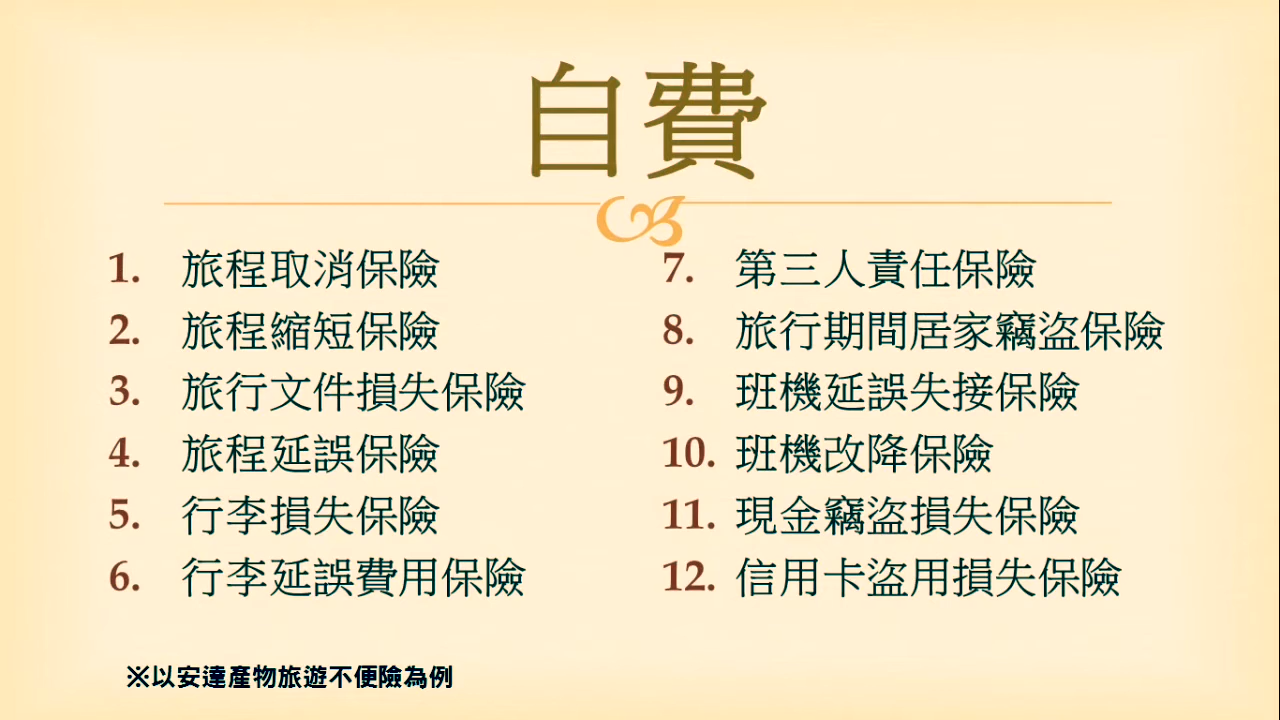 自費
1. 旅程取消保險
2. 旅程縮短保險
3. 旅行文件損失保險
4. 旅程延誤保險
5. 行李損失保險
6. 行李延誤費用保險
7. 第三人責任保險
8. 旅行期間居家竊盜保險
9. 班機延誤失接保險
10. 班機改降保險
11. 現金竊盜損失保險
12. 信用卡盜用損失保險
※以安達產物旅遊不便險為例